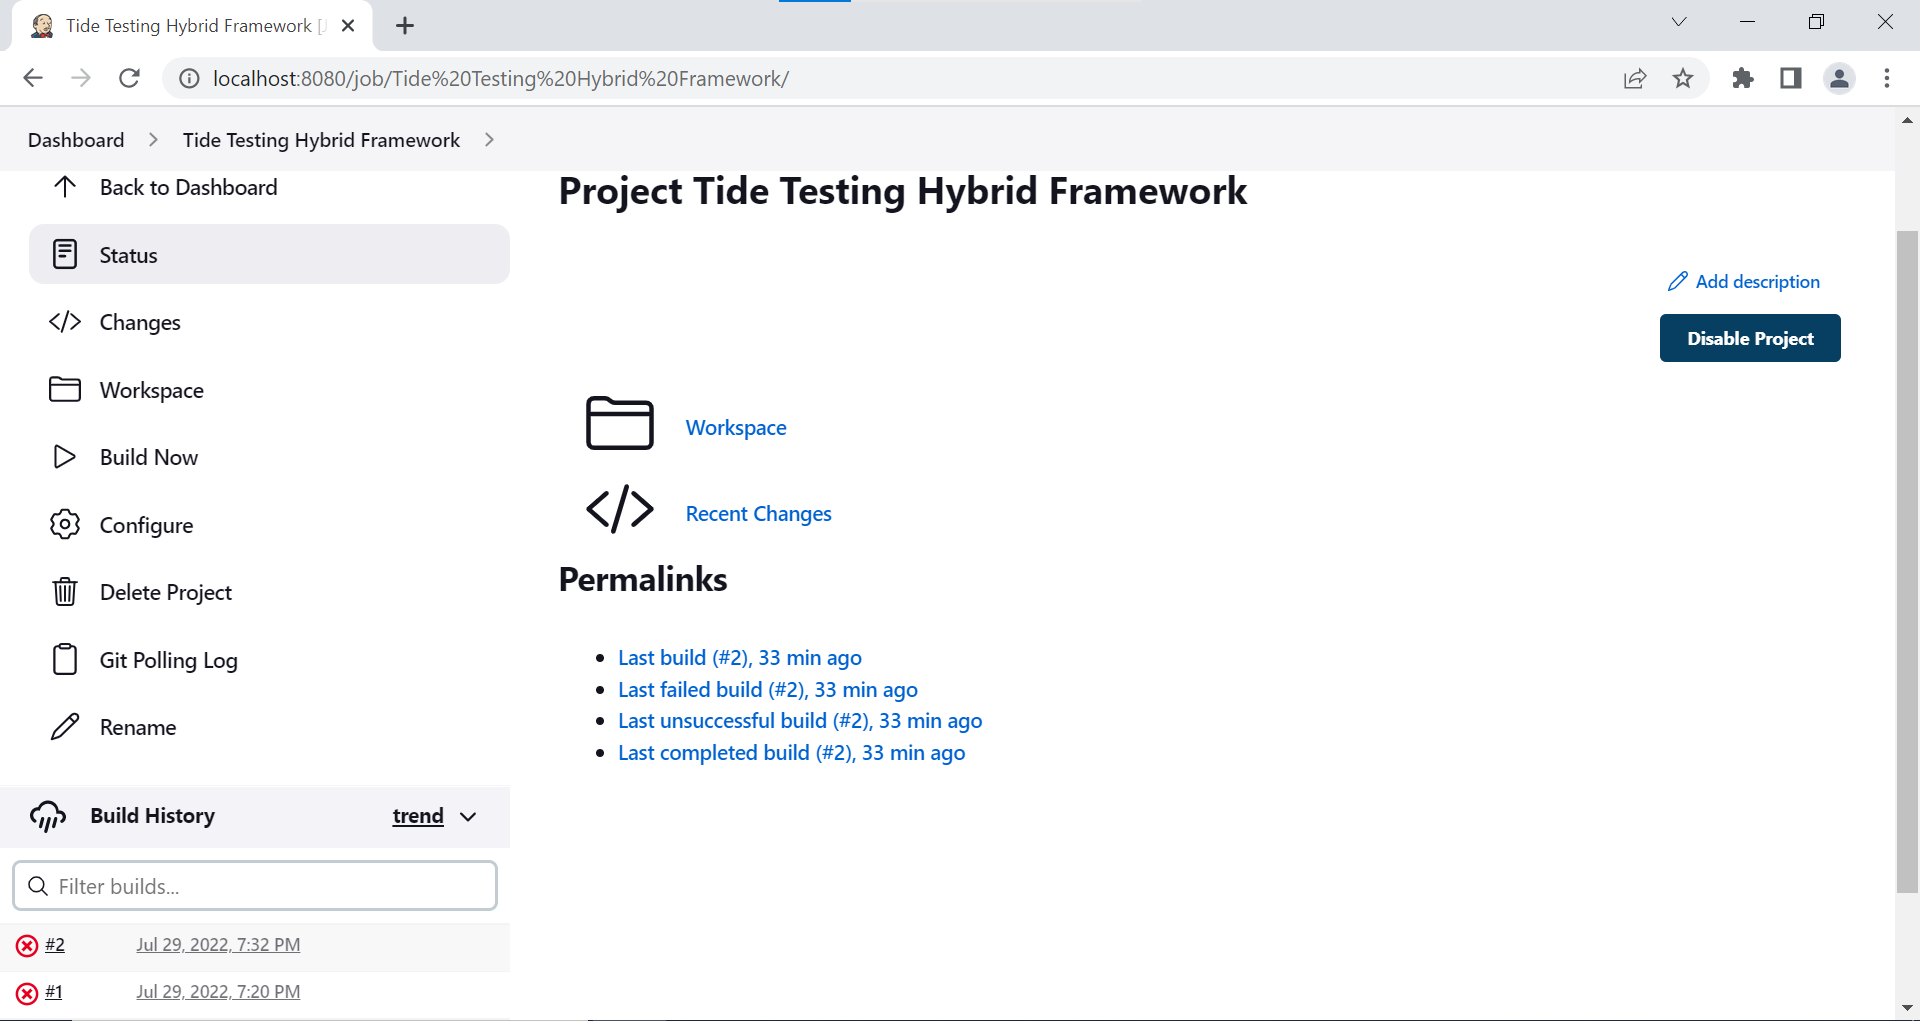 Tide Testing Hybrid Framework [J
localhost:8080/job/Tide%20Testing%20Hybrid%20Framework/
Dashboard
Tide Testing Hybrid Framework
Back to Dashboard
Status
Changes
Workspace
Build Now
Configure
Delete Project
Git Polling Log
Rename
Build History
trend
Filter builds...
#2 Jul 29, 2022, 7:32 PM
#1 Jul 29, 2022, 7:20 PM
Project Tide Testing Hybrid Framework
Add description
Disable Project
Workspace
Recent Changes
Permalinks
Last build (#2), 33 min ago
Last failed build (#2), 33 min ago
Last unsuccessful build (#2), 33 min ago
Last completed build (#2), 33 min ago